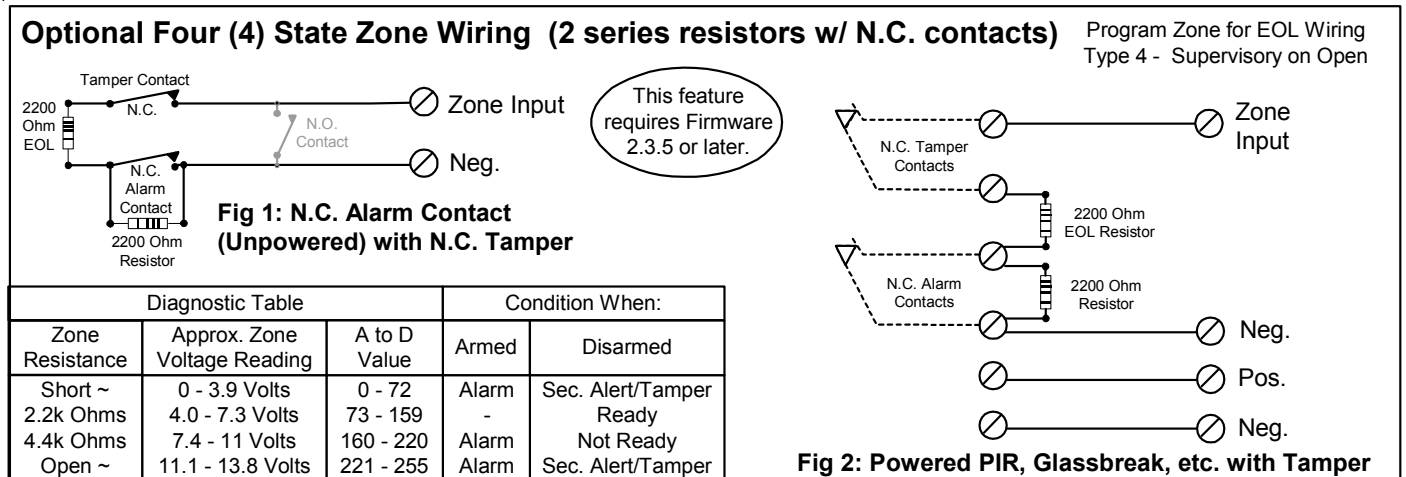 Optional Four (4) State Zone Wiring (2 series resistors w/ N.C. contacts)
Program Zone for EOL Wiring
Type 4 - Supervisory on Open
Tamper Contact
N.C.
2200
Ohm
EOL
N.O.
Contact
Zone Input
Neg.
N.C.
Alarm
Contact
2200 Ohm
Resistor
Fig 1: N.C. Alarm Contact
(Unpowered) with N.C. Tamper
This feature
requires Firmware
2.3.5 or later.
Zone
Input
N.C. Tamper
Contacts
2200 Ohm
EOL Resistor
N.C. Alarm
Contacts
2200 Ohm
Resistor
Neg.
Pos.
Neg.
Fig 2: Powered PIR, Glassbreak, etc. with Tamper
Diagnostic Table Condition When:
Zone Resistance Approx. Zone Voltage Reading A to D Value Armed Disarmed
Short ~ 0 - 3.9 Volts 0 - 72 Alarm Sec. Alert/Tamper
2.2k Ohms 4.0 - 7.3 Volts 73 - 159 - Ready
4.4k Ohms 7.4 - 11 Volts 160 - 220 Alarm Not Ready
Open ~ 11.1 - 13.8 Volts 221 - 255 Alarm Sec. Alert/Tamper